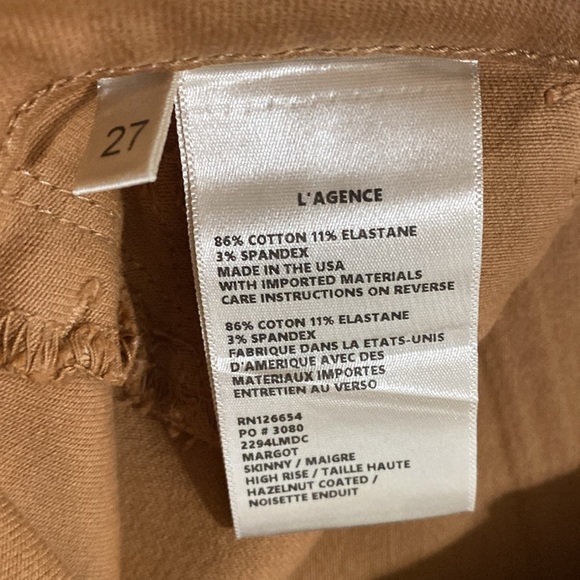 27
L'AGENCE
86% COTTON 11% ELASTANE
3% SPANDEX
MADE IN THE USA
WITH IMPORTED MATERIALS
CARE INSTRUCTIONS ON REVERSE
86% COTON 11% ELASTANE
3% SPANDEX
FABRIQUE DANS LA ETATS-UNIS
D'AMERIQUE AVEC DES
MATERIAUX IMPORTES
ENTRETIEN AU VERSO
RN126654
PO # 3080
2294LMDC
MARGOT
SKINNY / MAIGRE
HIGH RISE / TAILLE HAUTE
HAZELNUT COATED /
NOISETTE ENDUIT